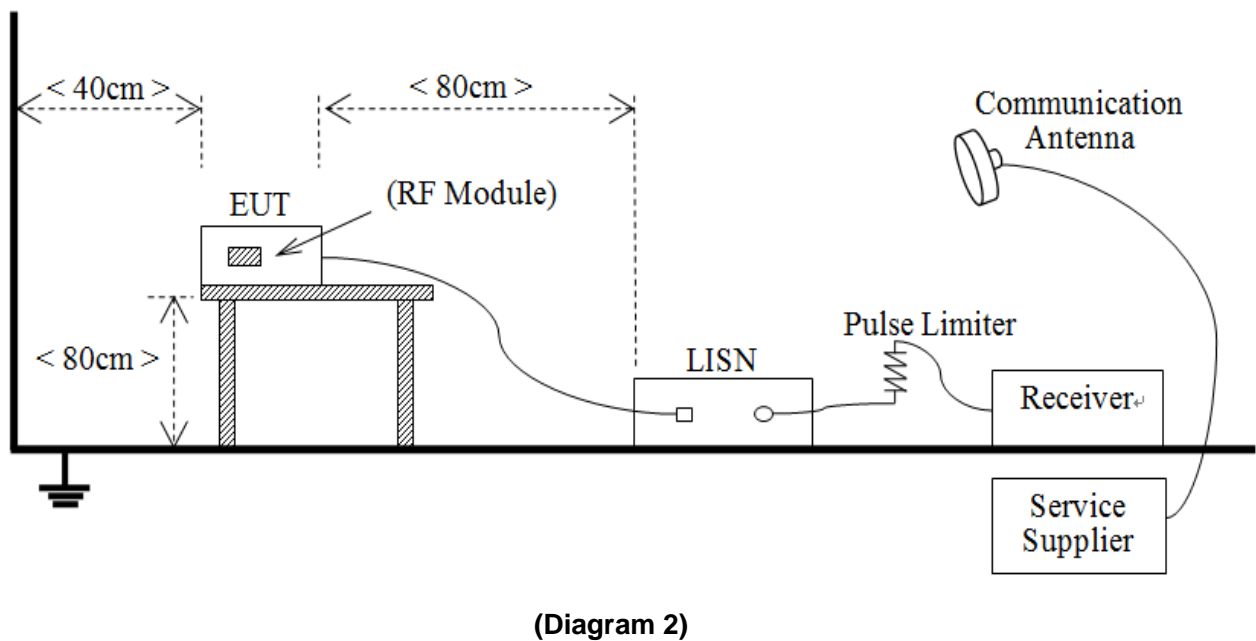 < 40cm >
< 80cm >
Communication
Antenna
EUT
(RF Module)
< 80cm >
Pulse Limiter
LISN
Receiver↵
Service
Supplier
(Diagram 2)